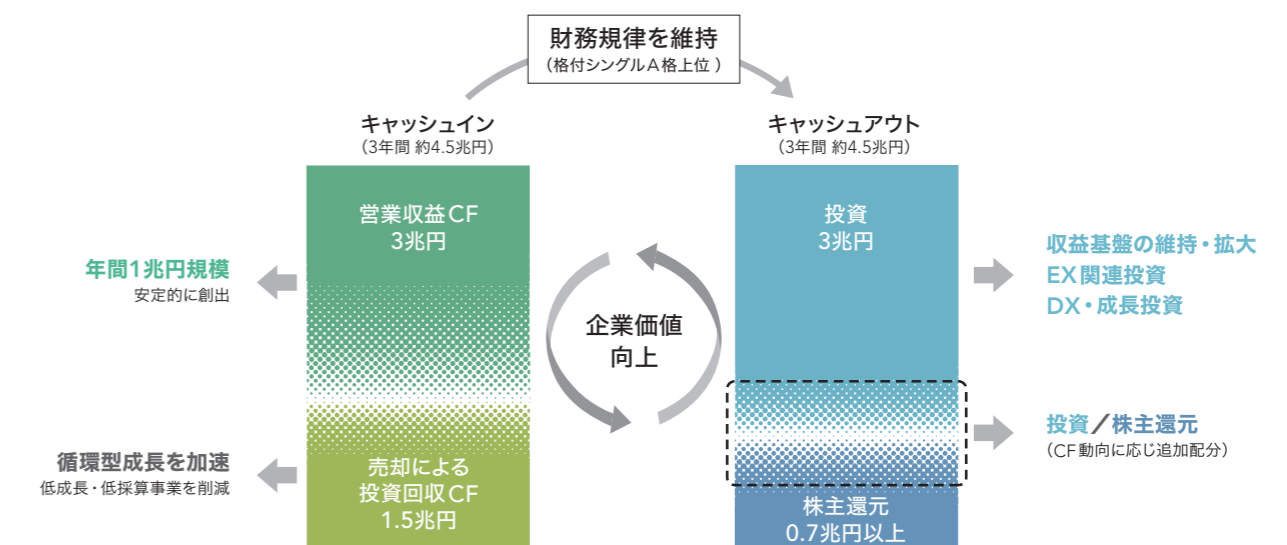 財務規律を維持
（格付シングルA格上位 ）
キャッシュイン
（3年間 約4.5兆円）
キャッシュアウト
（3年間 約4.5兆円）
営業収益CF
3兆円
投資
3兆円
年間1兆円規模
安定的に創出
企業価値
向上
収益基盤の維持・拡大
EX関連投資
DX・成長投資
循環型成長を加速
低成長・低採算事業を削減
売却による
投資回収CF
1.5兆円
投資／株主還元
（CF動向に応じ追加配分）
株主還元
0.7兆円以上